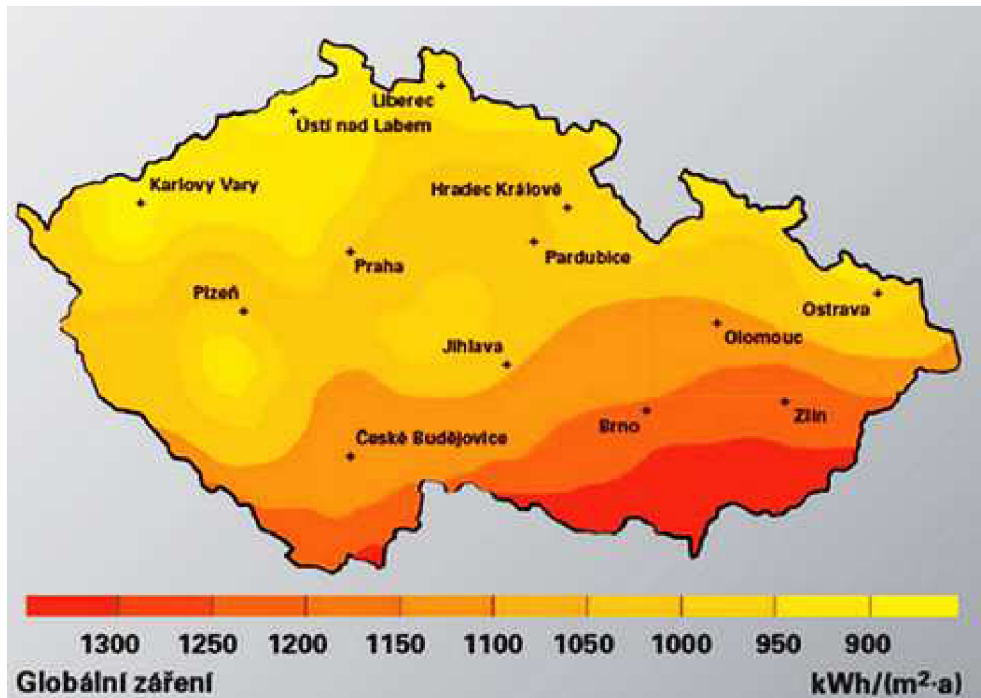 Liberec
Ústí nad Labem
Karlovy Vary
Hradec Králové
Praha
Pardubice
Plzeň
Ostrava
Olomouc
Jihlava
Zlín
Brno
České Budějovice
1300 1250 1200 1150 1100 1050 1000 950 900
Globální záření kWh/(m²·a)